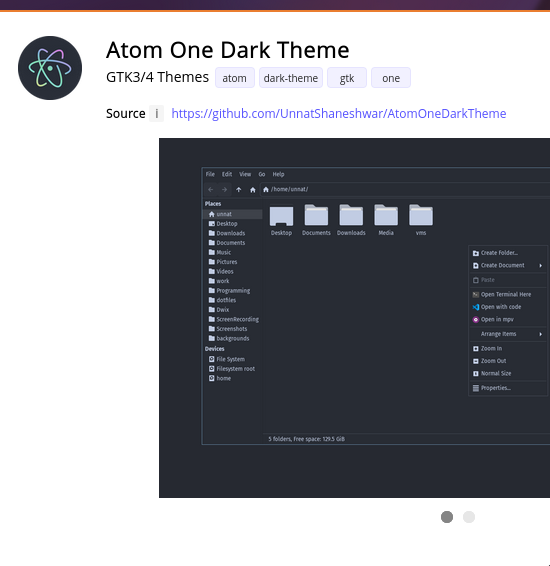 Atom One Dark Theme
GTK3/4 Themes atom dark-theme gtk one
Source i https://github.com/UnnatShaneshwar/AtomOneDarkTheme
File Edit View Go Help
/home/unnat/
Places
unnat
Desktop
Downloads
Documents
Music
Pictures
Videos
work
Programming
dotfiles
Dwix
ScreenRecording
Screenshots
backgrounds
Devices
File System
Filesystem root
home
Desktop Documents Downloads Media vms
Create Folder...
Create Document
Paste
Open Terminal Here
Open with code
Open in mpv
Arrange Items
Zoom In
Zoom Out
Normal Size
Properties...
5 folders, Free space: 129.5 GiB